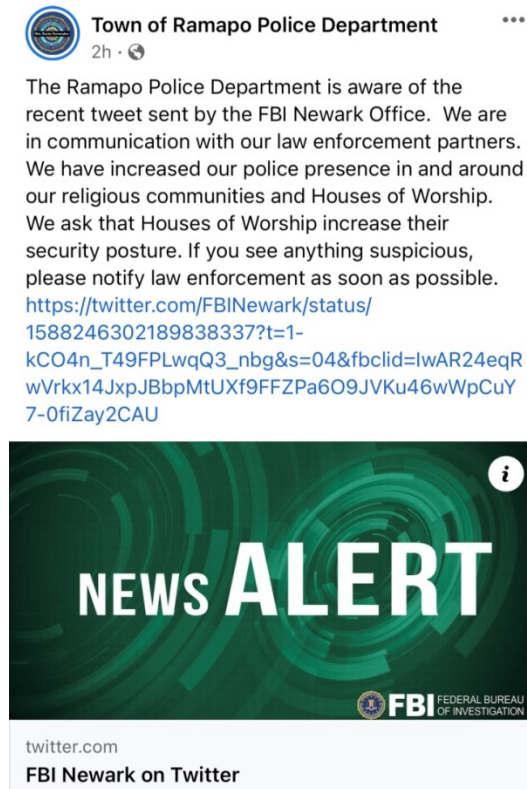 Town of Ramapo Police Department
2h ·
The Ramapo Police Department is aware of the
recent tweet sent by the FBI Newark Office. We are
in communication with our law enforcement partners.
We have increased our police presence in and around
our religious communities and Houses of Worship.
We ask that Houses of Worship increase their
security posture. If you see anything suspicious,
please notify law enforcement as soon as possible.
https://twitter.com/FBINewark/status/
1588246302189838337?t=1-
kCO4n_T49FPLwqQ3_nbg&s=04&fbclid=IwAR24eqR
wVrkx14JxpJBbpMtUXf9FFZPa6O9JVKu46wWpCuY
7-0fiZay2CAU
i
NEWS ALERT
FBI FEDERAL BUREAU
OF INVESTIGATION
twitter.com
FBI Newark on Twitter